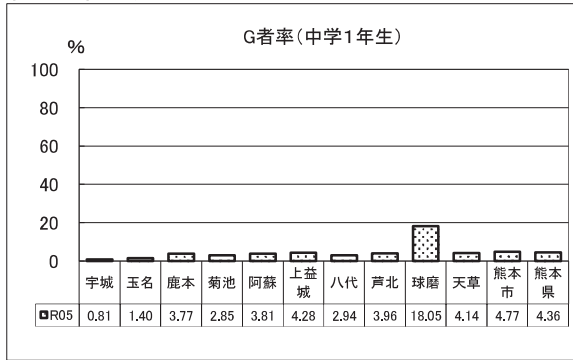 G者率(中学1年生)
%
100
80
60
40
20
0
宇城 玉名 鹿本 菊池 阿蘇 上益城 八代 芦北 球磨 天草 熊本市 熊本県
R05 0.81 1.40 3.77 2.85 3.81 4.28 2.94 3.96 18.05 4.14 4.77 4.36